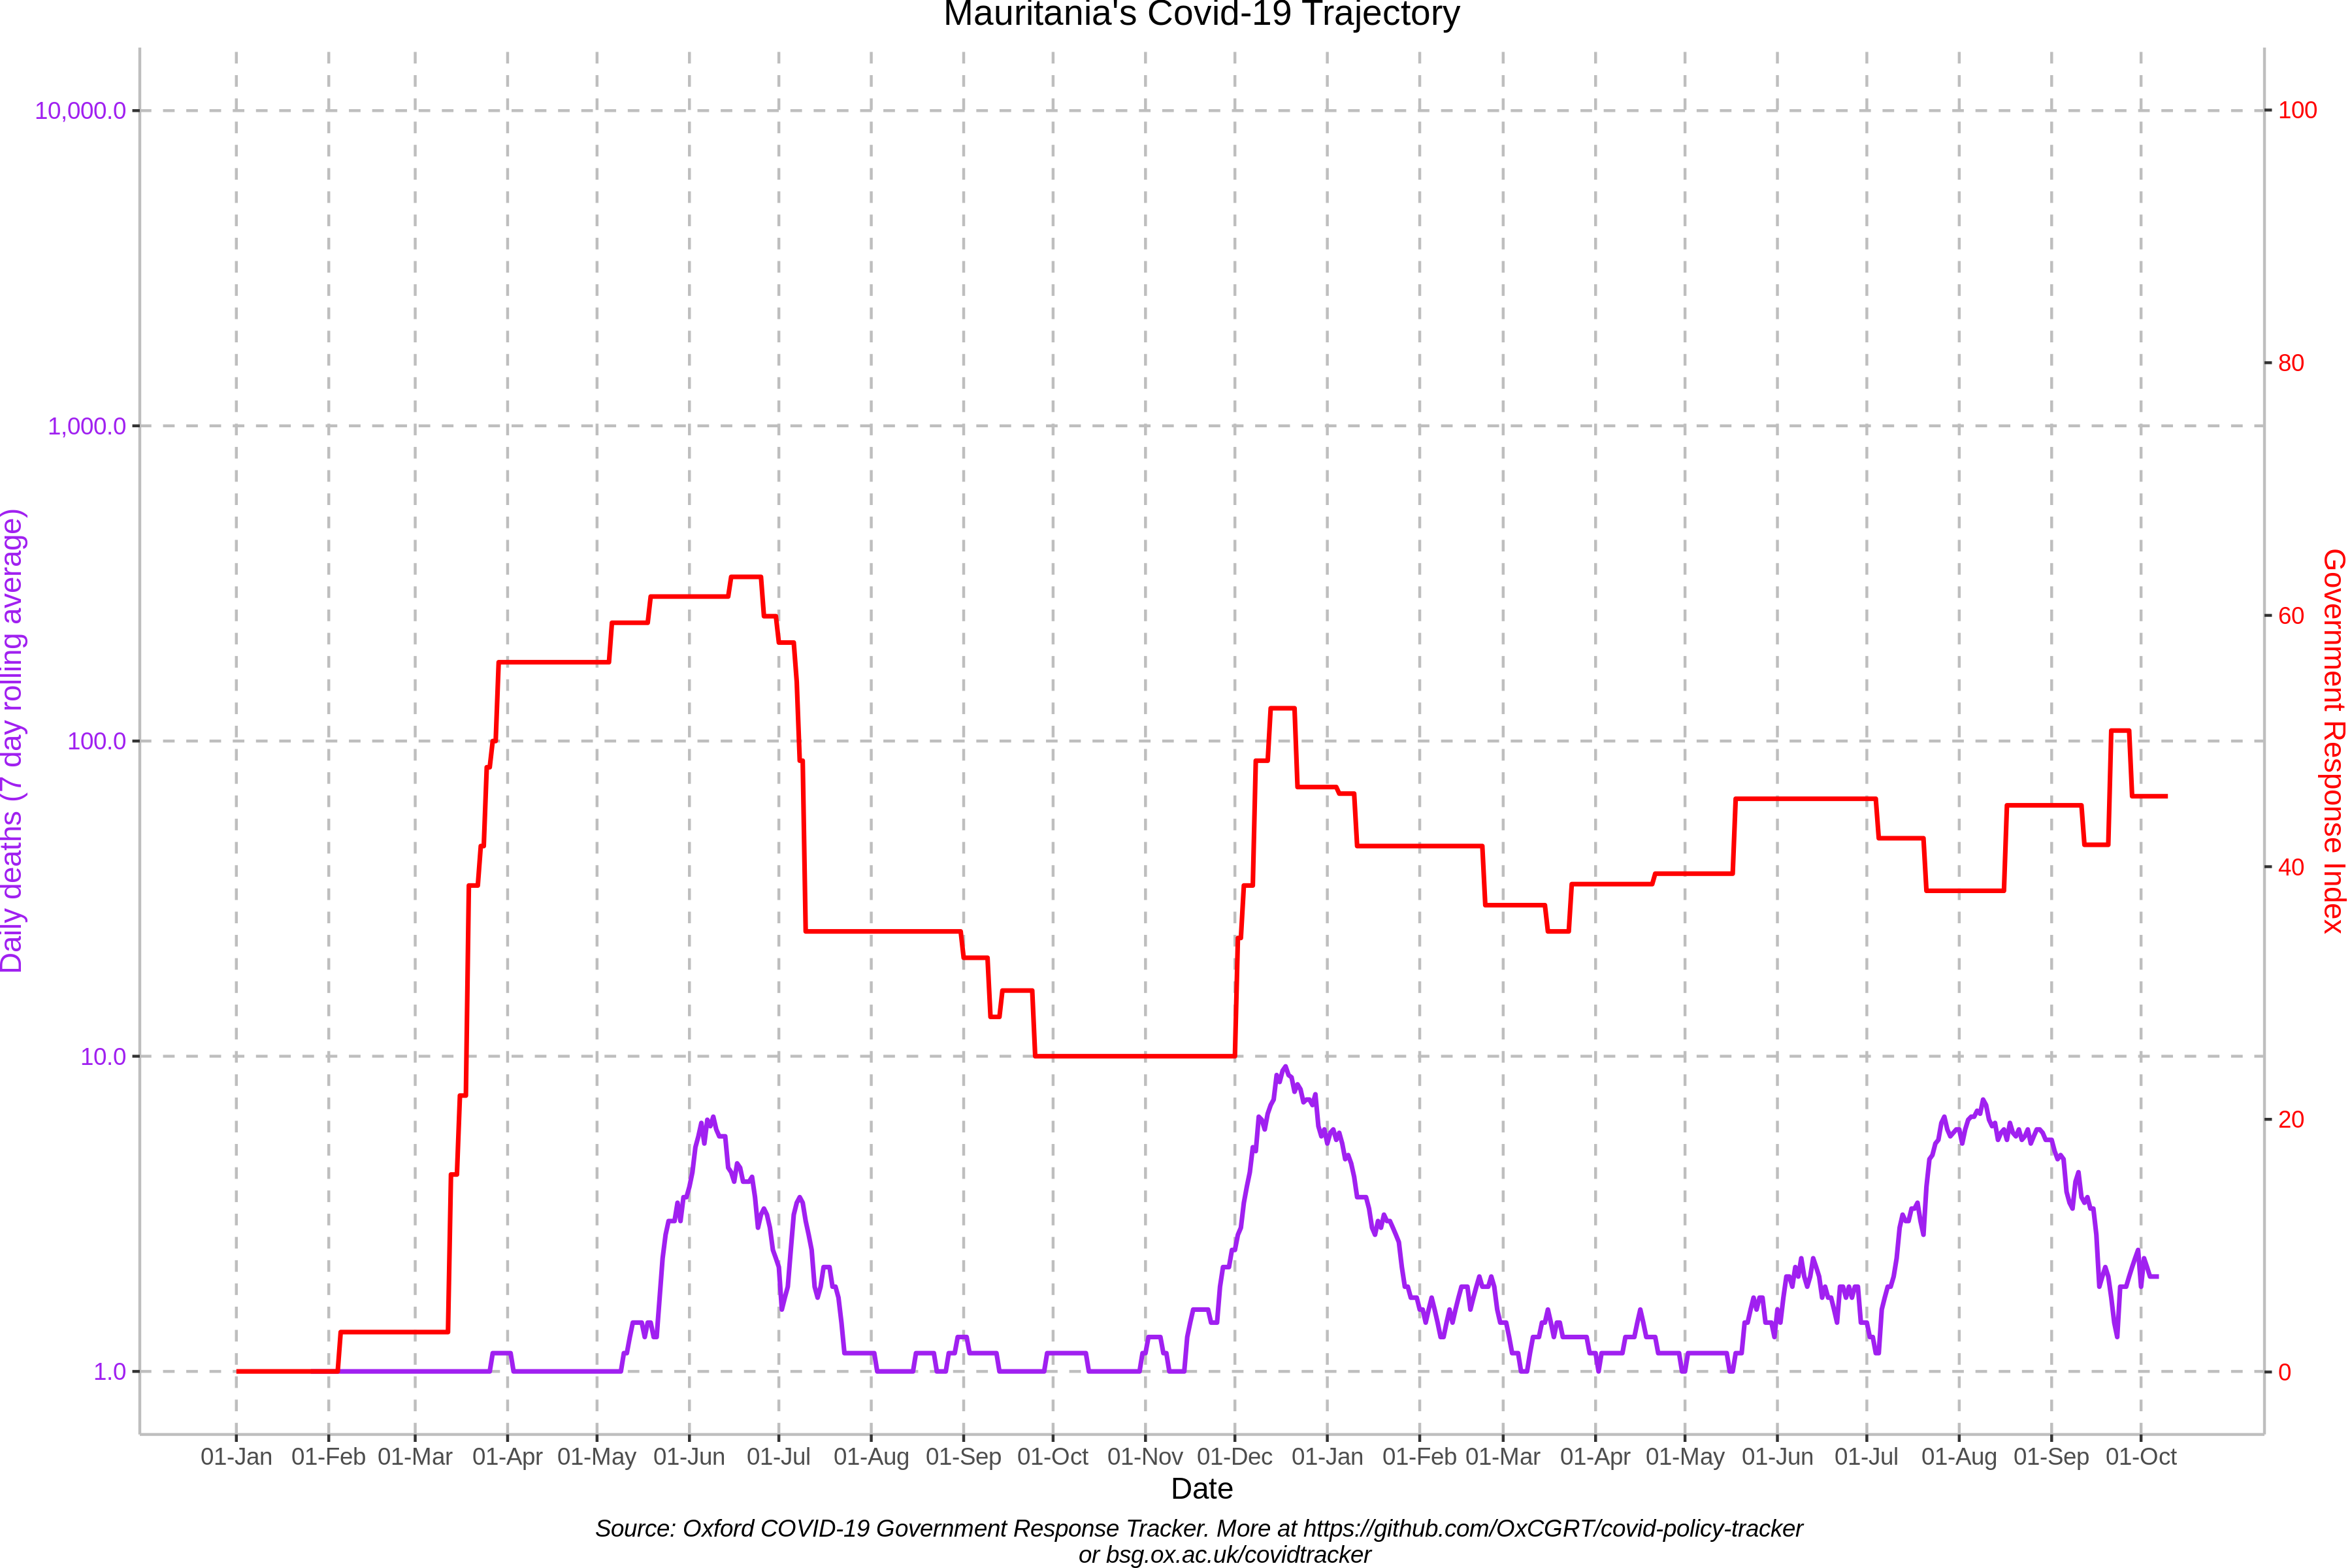 Mauritania's Covid-19 Trajectory
10,000.0
1,000.0
100.0
10.0
1.0
Daily deaths (7 day rolling average)
100
80
60
40
20
0
Government Response Index
01-Jan 01-Feb 01-Mar 01-Apr 01-May 01-Jun 01-Jul 01-Aug 01-Sep 01-Oct 01-Nov 01-Dec 01-Jan 01-Feb 01-Mar 01-Apr 01-May 01-Jun 01-Jul 01-Aug 01-Sep 01-Oct
Date
Source: Oxford COVID-19 Government Response Tracker. More at https://github.com/OxCGRT/covid-policy-tracker
or bsg.ox.ac.uk/covidtracker